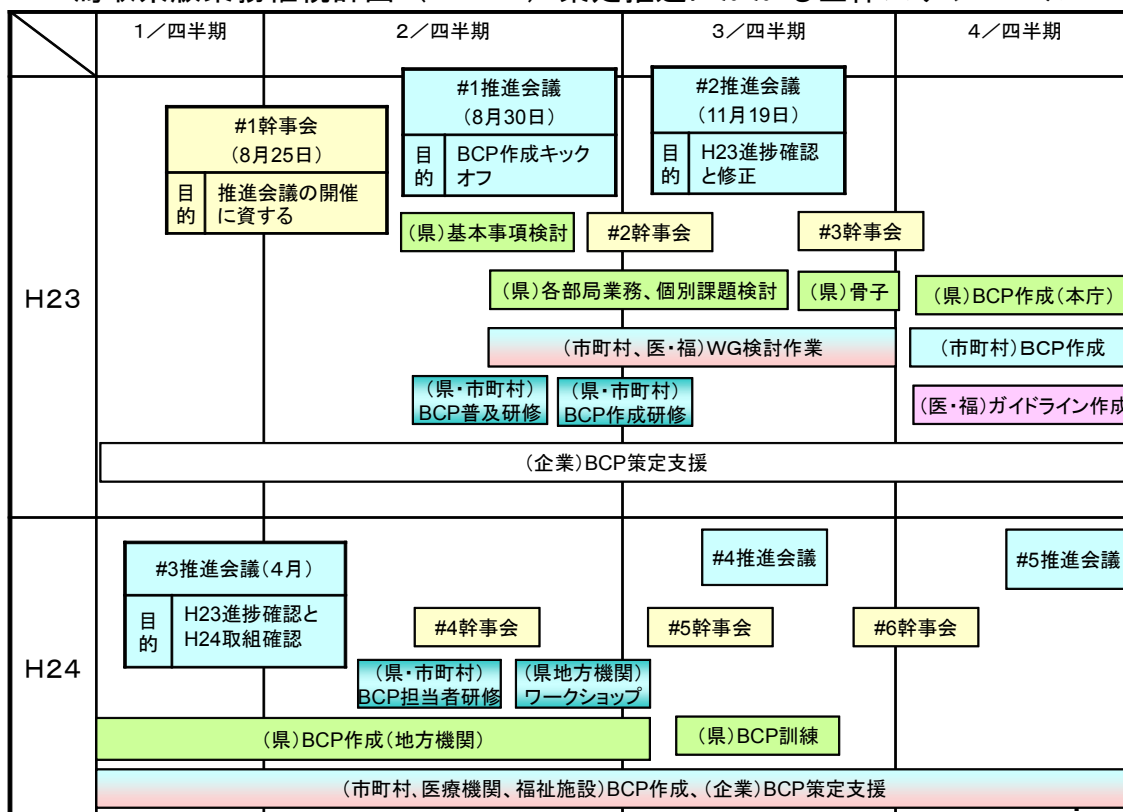 1／四半期
2／四半期
3／四半期
4／四半期
H23
#1幹事会
(8月25日)
目的
推進会議の開催
に資する
#1推進会議
(8月30日)
目的
BCP作成キック
オフ
#2推進会議
(11月19日)
目的
H23進捗確認
と修正
(県)基本事項検討
#2幹事会
#3幹事会
(県)各部局業務、個別課題検討
(県)骨子
(県)BCP作成(本庁)
(市町村、医・福)WG検討作業
(市町村)BCP作成
(県・市町村)
BCP普及研修
(県・市町村)
BCP作成研修
(医・福)ガイドライン作成
(企業)BCP策定支援
H24
#3推進会議(4月)
目的
H23進捗確認と
H24取組確認
#4推進会議
#5推進会議
#4幹事会
#5幹事会
#6幹事会
(県・市町村)
BCP担当者研修
(県地方機関)
ワークショップ
(県)BCP作成(地方機関)
(県)BCP訓練
(市町村、医療機関、福祉施設)BCP作成、(企業)BCP策定支援